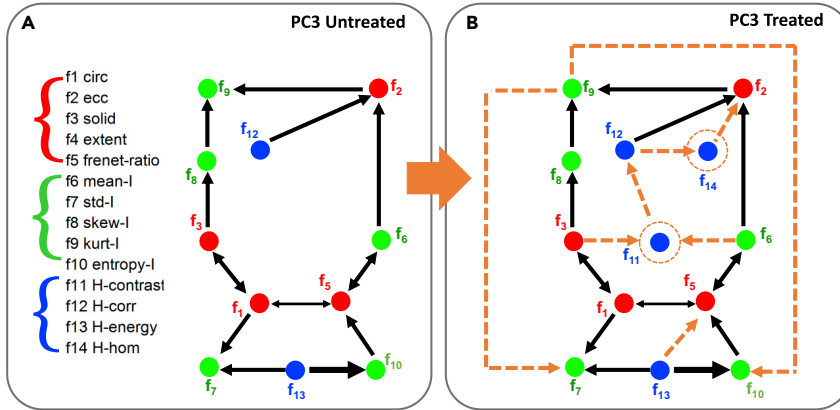 A
PC3 Untreated
f1 circ
f2 ecc
f3 solid
f4 extent
f5 frenet-ratio
f6 mean-I
f7 std-I
f8 skew-I
f9 kurt-I
f10 entropy-I
f11 H-contrast
f12 H-corr
f13 H-energy
f14 H-hom
f9
f2
f12
f8
f3
f6
f1
f5
f7
f13
f10
B
PC3 Treated
f9
f2
f12
f14
f8
f3
f11
f6
f1
f5
f7
f13
f10